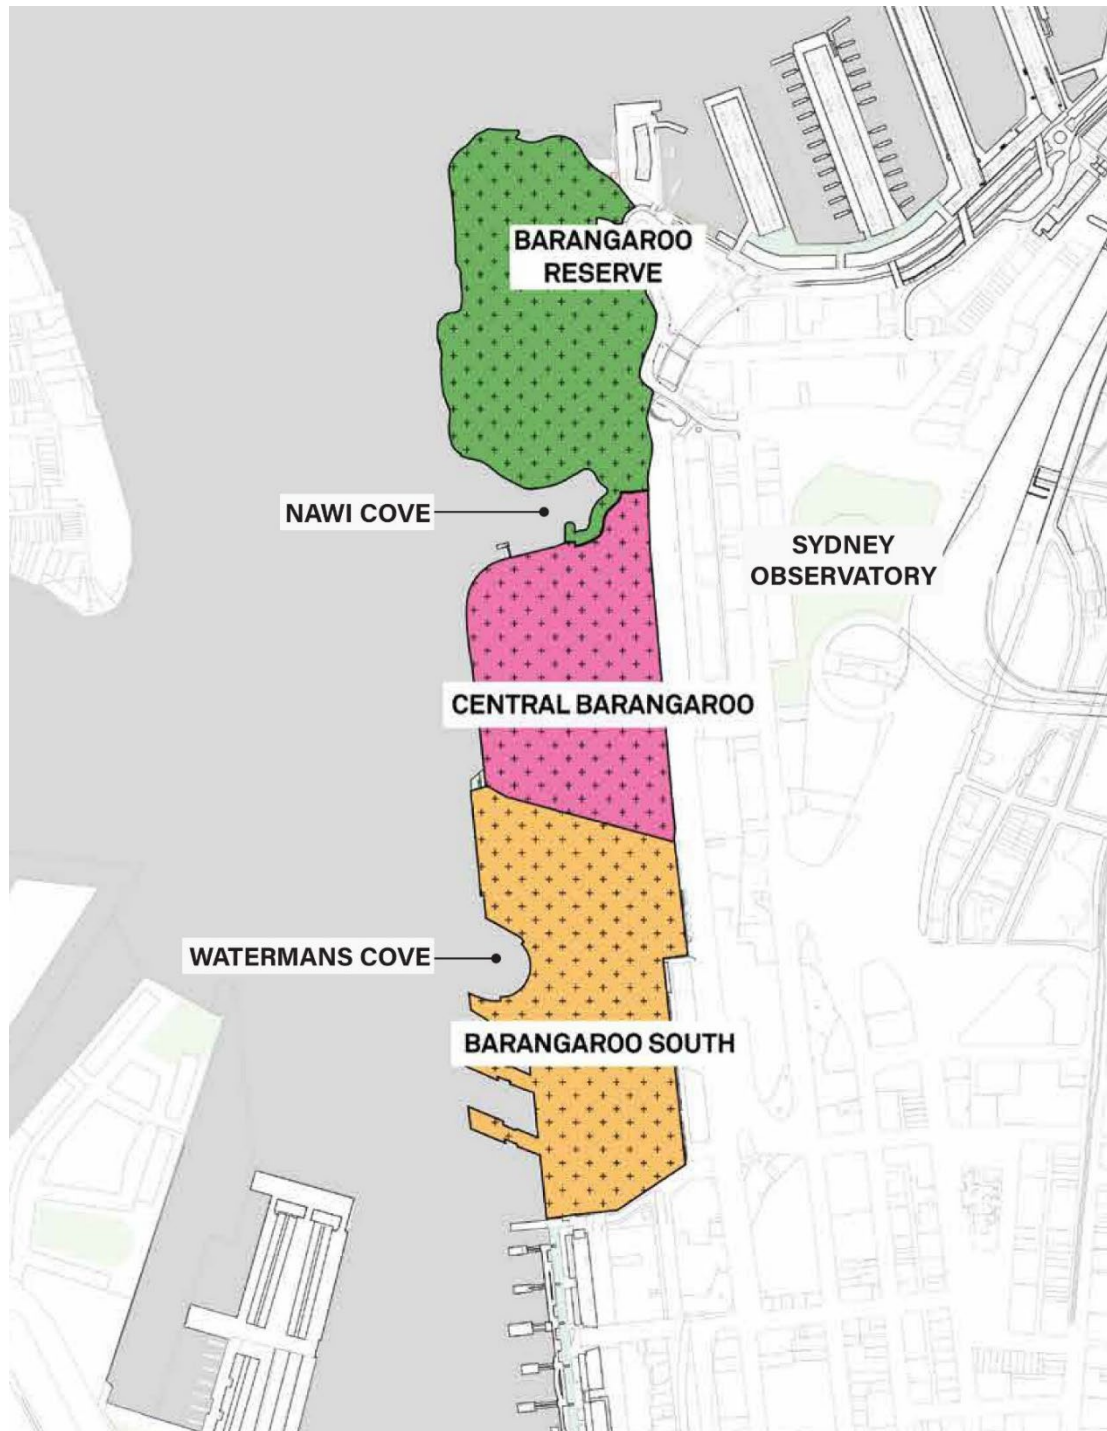 BARANGAROO
RESERVE
NAWI COVE
SYDNEY
OBSERVATORY
CENTRAL BARANGAROO
WATERMANS COVE
BARANGAROO SOUTH